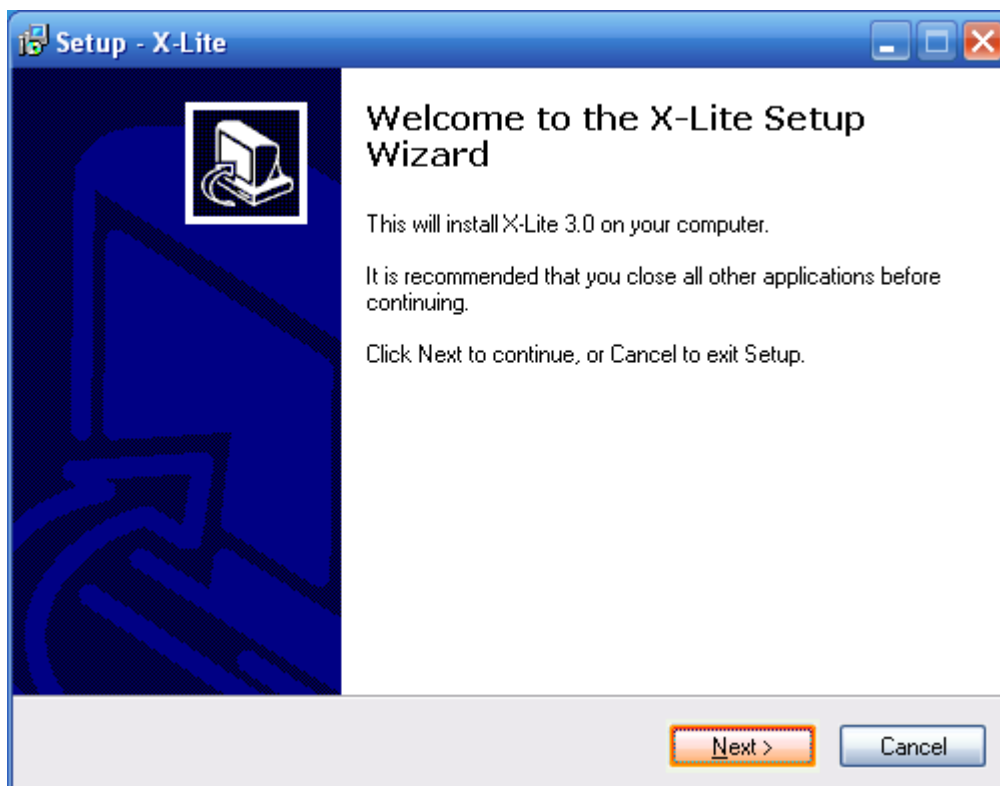 Setup - X-Lite
Welcome to the X-Lite Setup
Wizard
This will install X-Lite 3.0 on your computer.
It is recommended that you close all other applications before
continuing.
Click Next to continue, or Cancel to exit Setup.
Next >
Cancel